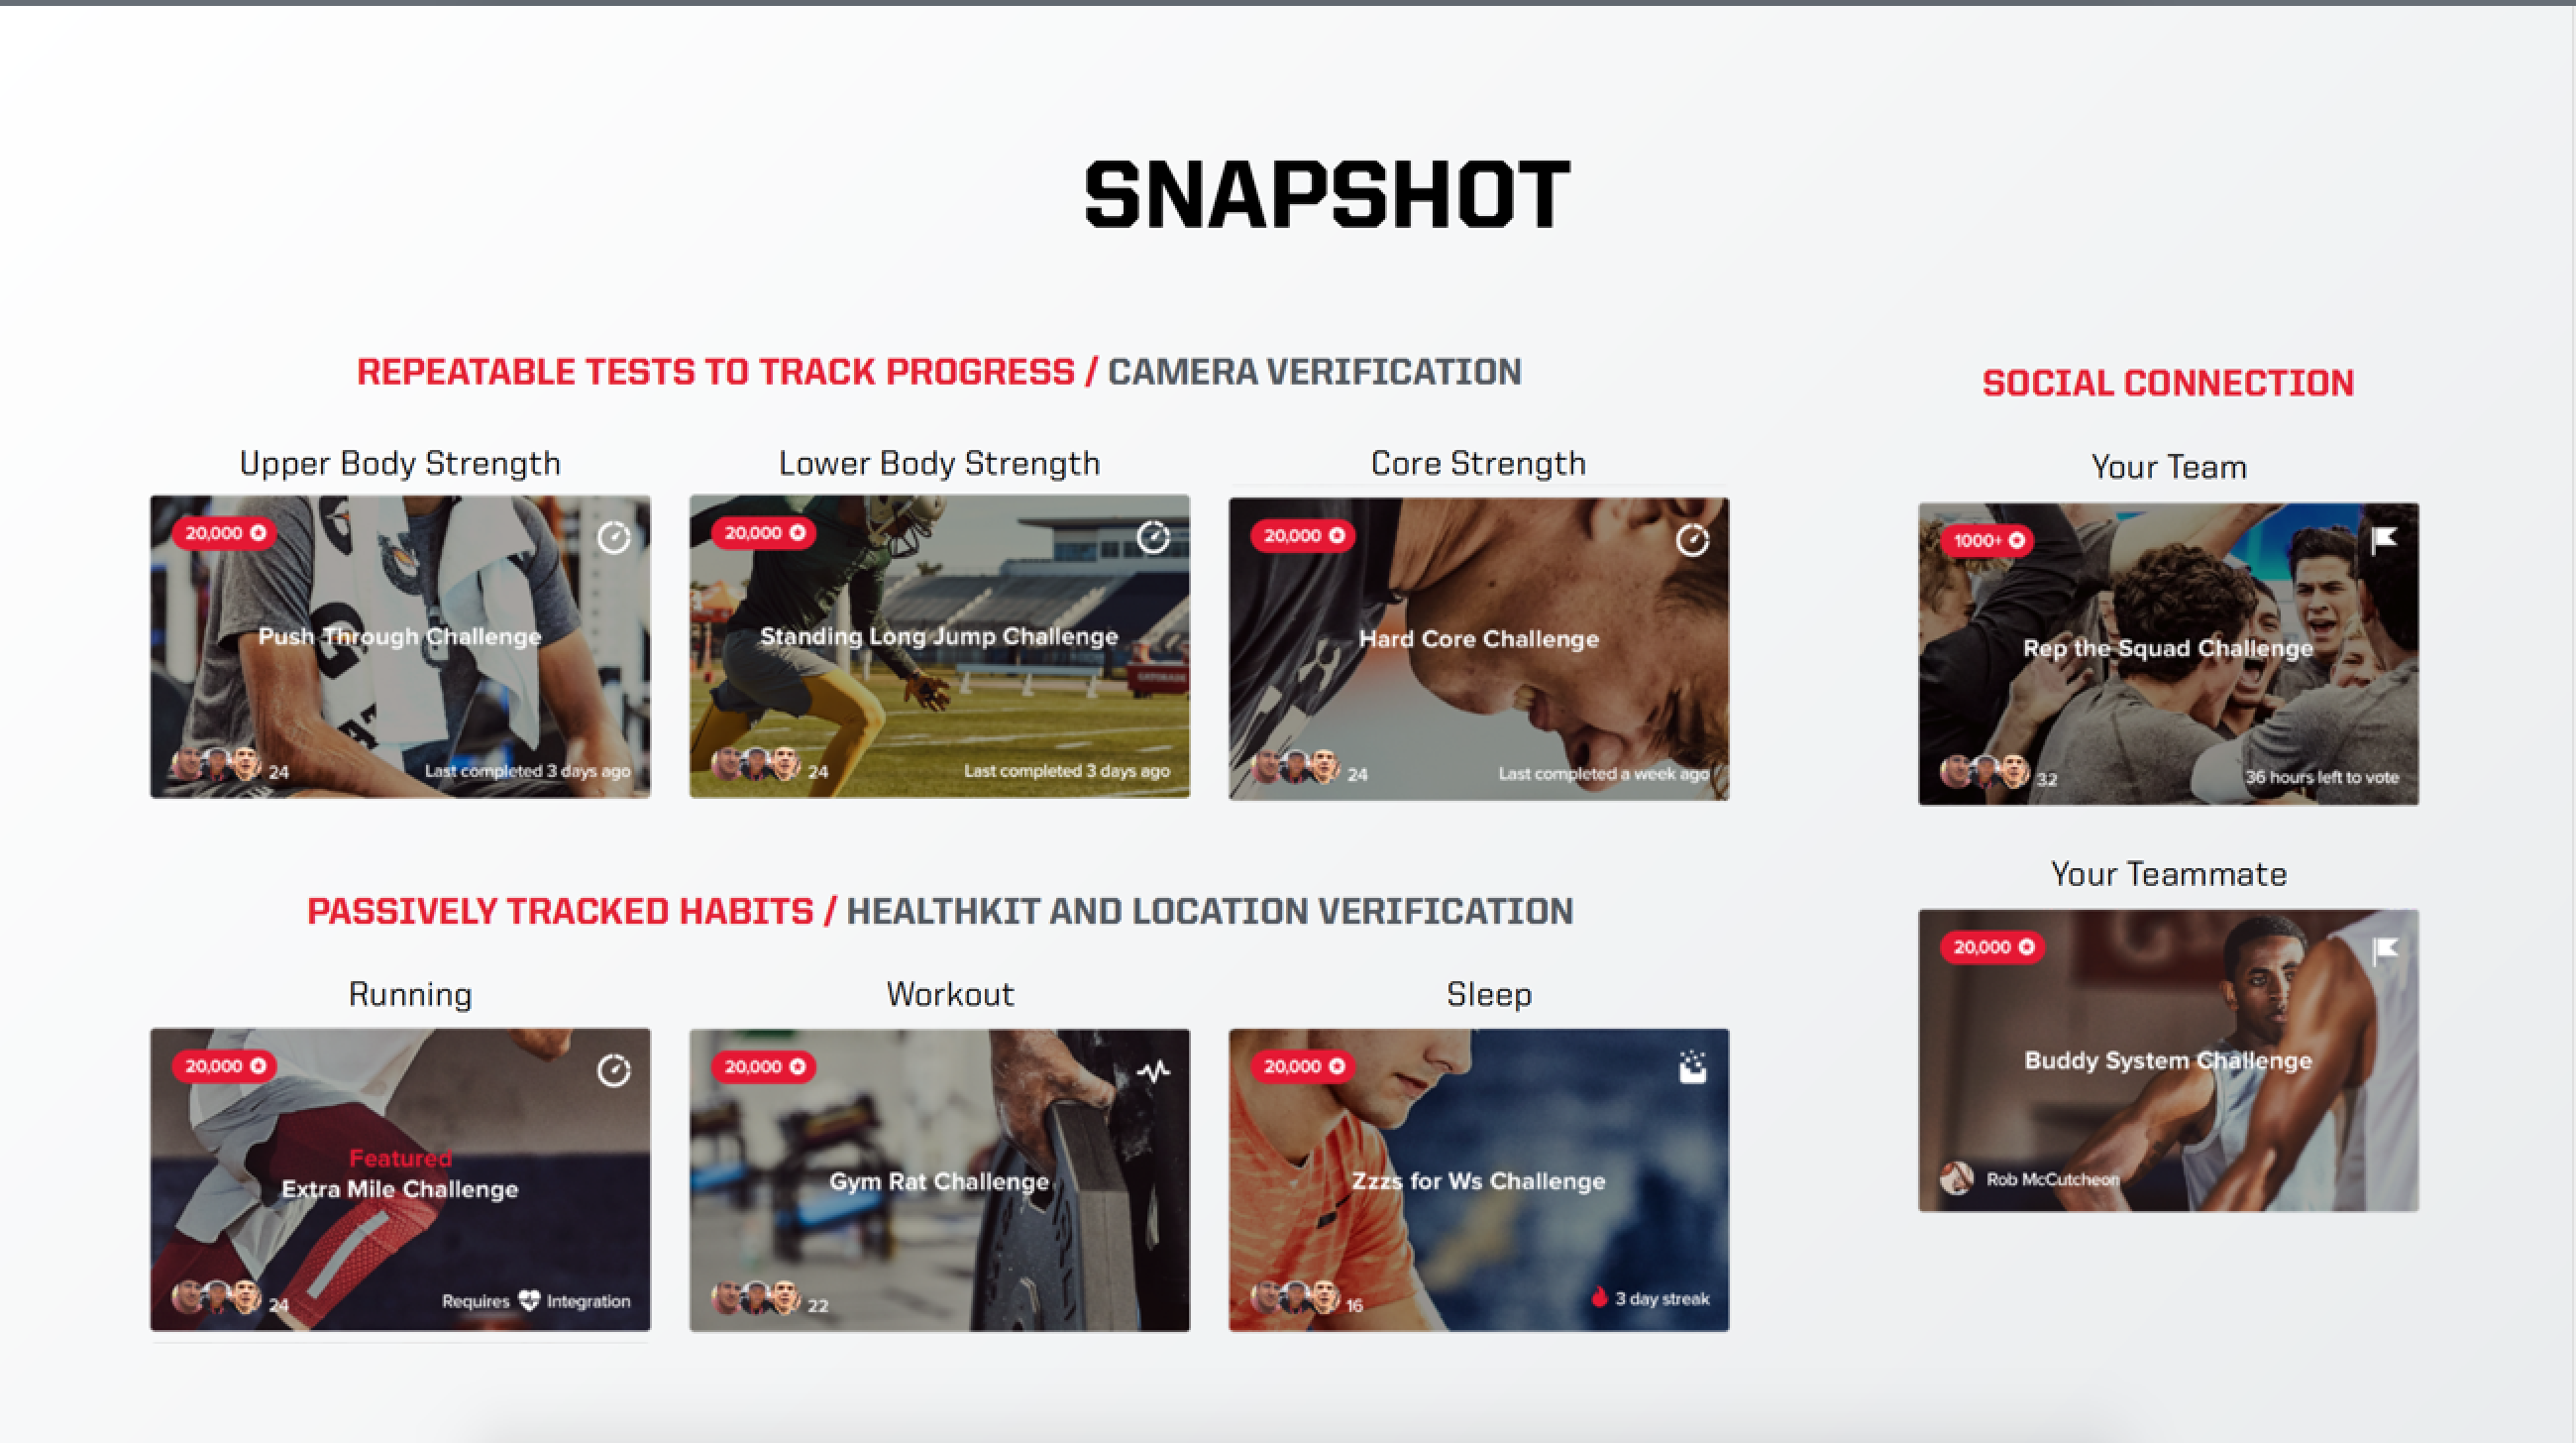 SNAPSHOT
REPEATABLE TESTS TO TRACK PROGRESS / CAMERA VERIFICATION
Upper Body Strength
20,000
Push Through Challenge
24
Last completed 3 days ago
Lower Body Strength
20,000
Standing Long Jump Challenge
GATORADE
24
Last completed 3 days ago
Core Strength
20,000
Hard Core Challenge
24
Last completed a week ago
PASSIVELY TRACKED HABITS / HEALTHKIT AND LOCATION VERIFICATION
Running
20,000
Featured
Extra Mile Challenge
24
Requires Integration
Workout
20,000
Gym Rat Challenge
22
Sleep
20,000
Zzzs for Ws Challenge
16
3 day streak
SOCIAL CONNECTION
Your Team
1000+
Rep the Squad Challenge
32
36 hours left to vote
Your Teammate
20,000
Buddy System Challenge
Rob McCutcheon